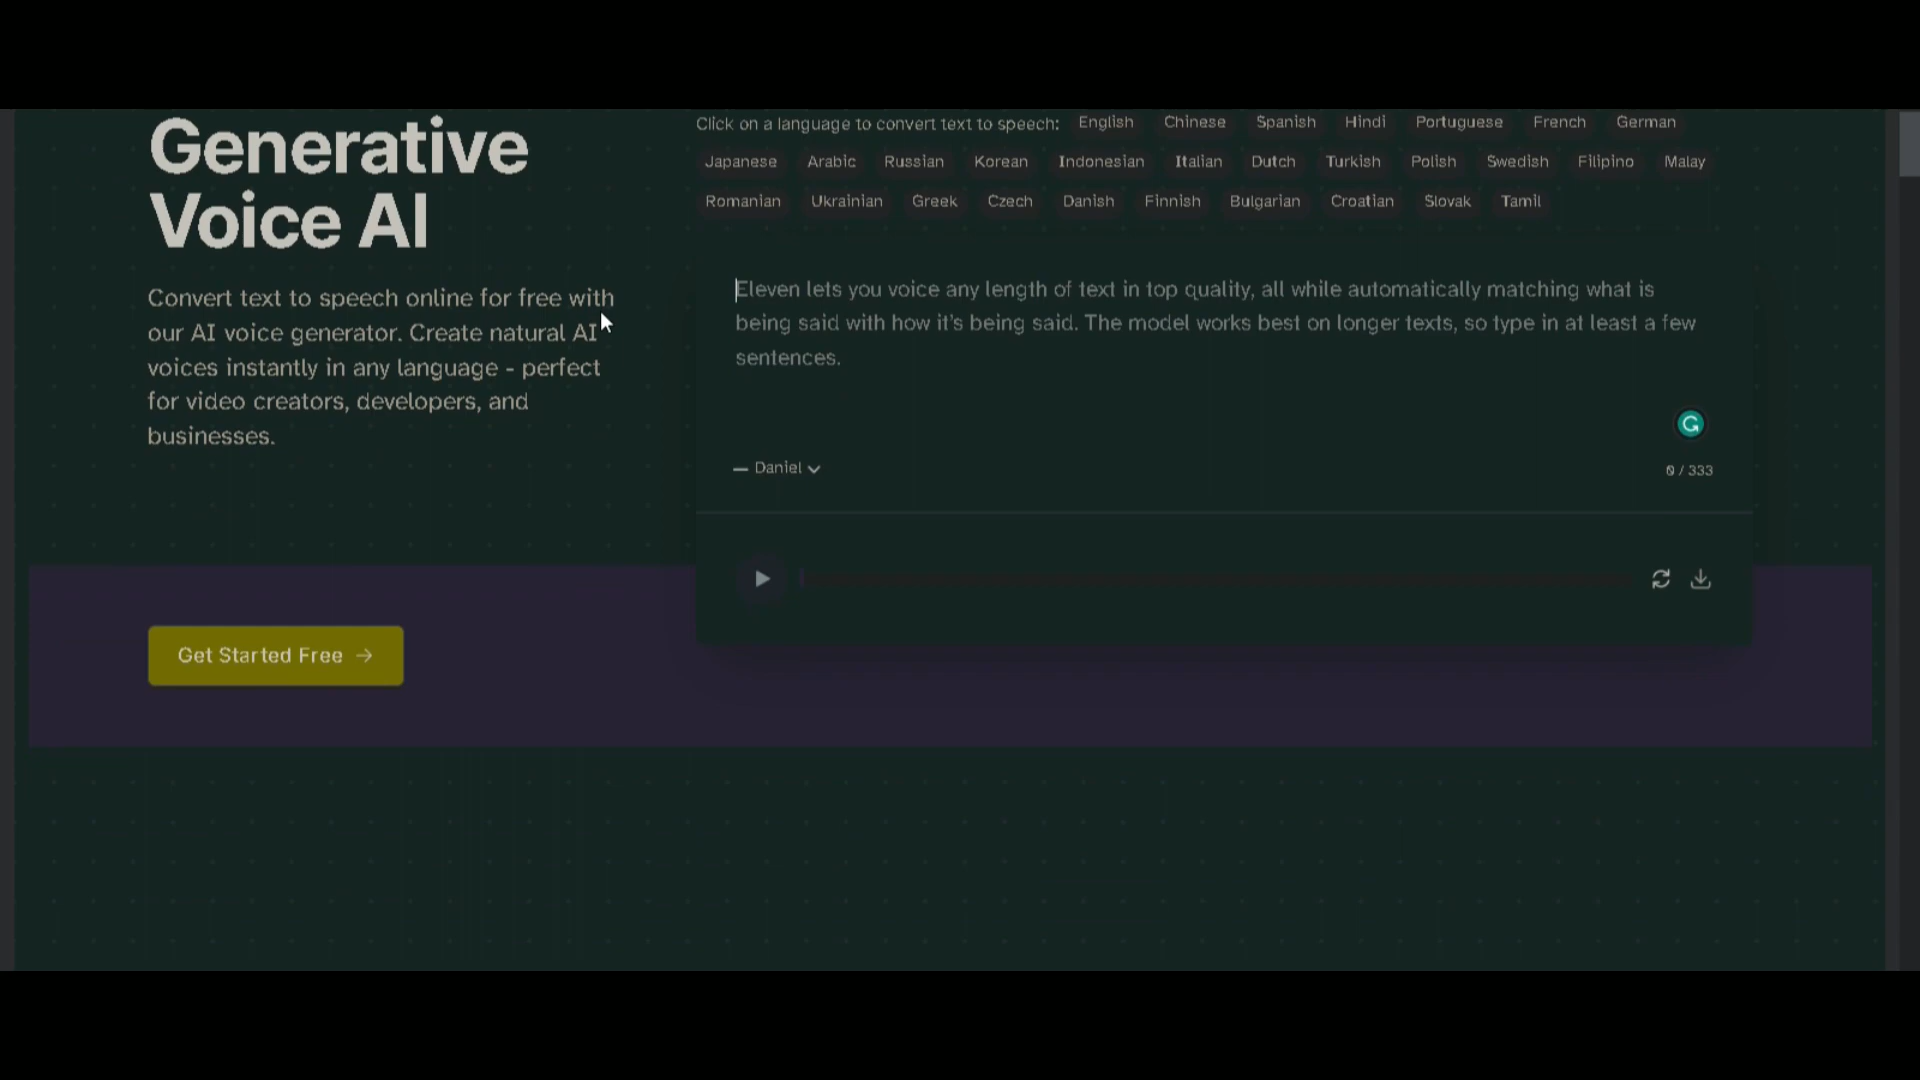 Generative
Voice AI
Convert text to speech online for free with
our AI voice generator. Create natural AI
voices instantly in any language - perfect
for video creators, developers, and
businesses.
Get Started Free →
Click on a language to convert text to speech: English Chinese Spanish Hindi Portuguese French German
Japanese Arabic Russian Korean Indonesian Italian Dutch Turkish Polish Swedish Filipino Malay
Romanian Ukrainian Greek Czech Danish Finnish Bulgarian Croatian Slovak Tamil
Eleven lets you voice any length of text in top quality, all while automatically matching what is
being said with how it's being said. The model works best on longer texts, so type in at least a few
sentences.
— Daniel
0 / 333